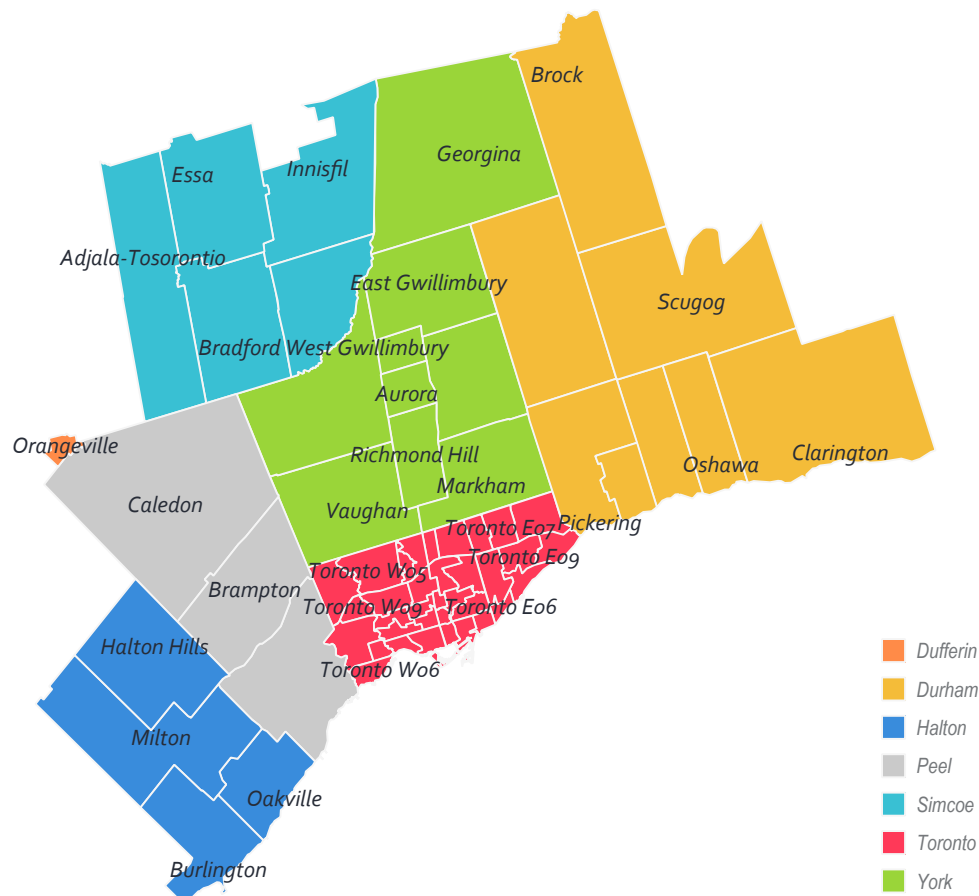 Brock
Georgina
Innisfil
Essa
Adjala-Tosorontio
East Gwillimbury
Scugog
Bradford West Gwillimbury
Aurora
Orangeville
Richmond Hill
Clarington
Oshawa
Markham
Caledon
Vaughan
Pickering
Toronto E07
Toronto E09
Toronto W05
Brampton
Toronto W09
Toronto E06
Halton Hills
Toronto W06
Milton
Oakville
Burlington
Dufferin
Durham
Halton
Peel
Simcoe
Toronto
York